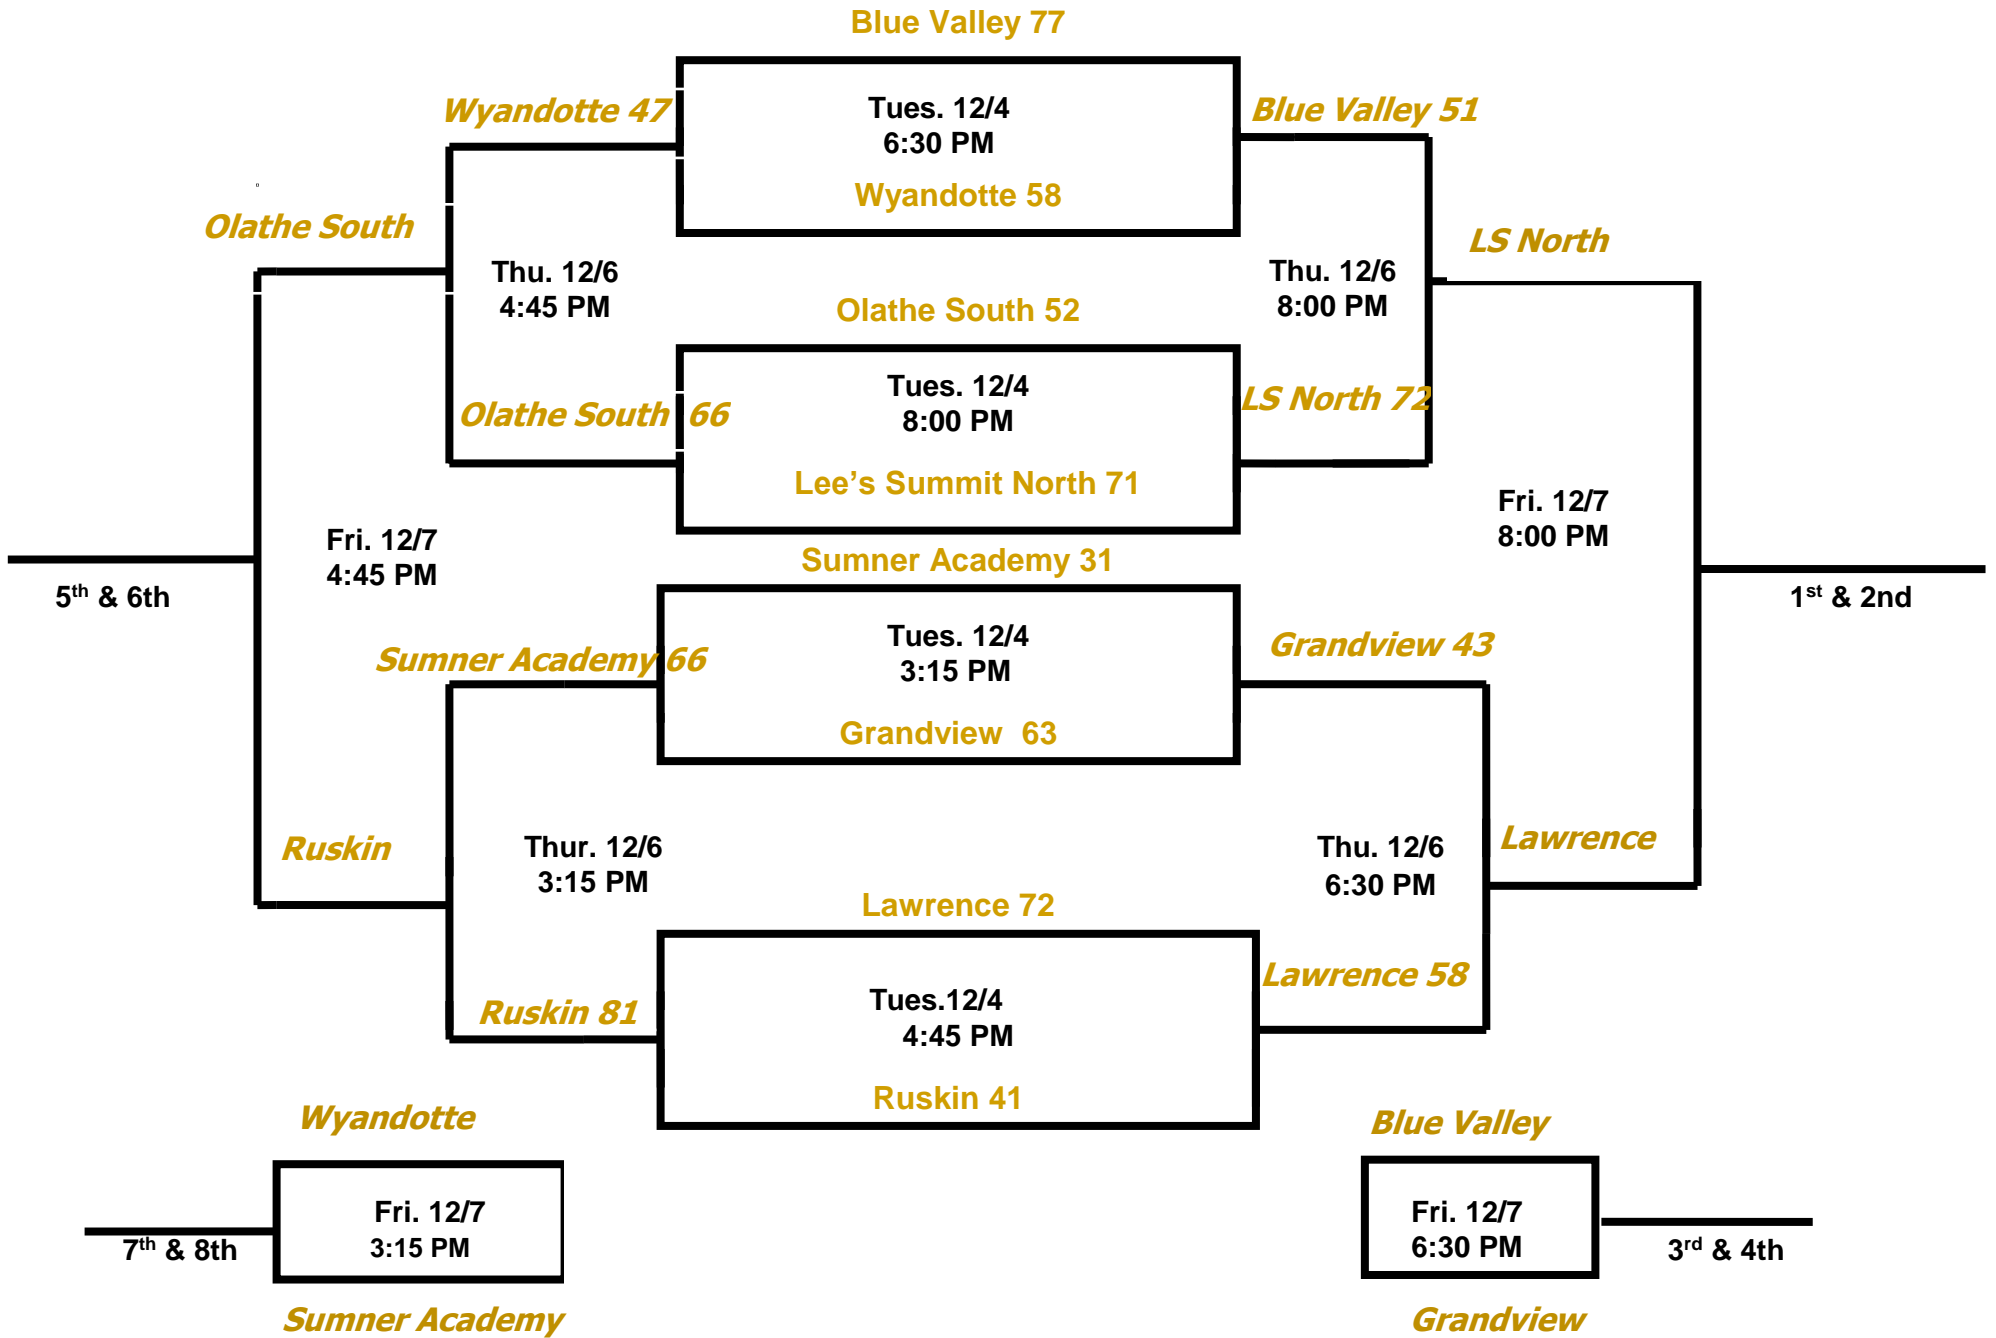 Blue Valley 77
Wyandotte 47
Tues. 12/4
6:30 PM
Blue Valley 51
Wyandotte 58
Olathe South
LS North
Thu. 12/6
4:45 PM
Thu. 12/6
8:00 PM
Olathe South 52
Olathe South 66
Tues. 12/4
8:00 PM
LS North 72
Lee’s Summit North 71
Fri. 12/7
4:45 PM
Fri. 12/7
8:00 PM
5th & 6th
1st & 2nd
Sumner Academy 31
Sumner Academy 66
Tues. 12/4
3:15 PM
Grandview 43
Grandview 63
Ruskin
Thur. 12/6
3:15 PM
Thu. 12/6
6:30 PM
Lawrence
Lawrence 72
Ruskin 81
Tues.12/4
4:45 PM
Lawrence 58
Ruskin 41
Wyandotte
Fri. 12/7
3:15 PM
7th & 8th
Sumner Academy
Blue Valley
Fri. 12/7
6:30 PM
3rd & 4th
Grandview